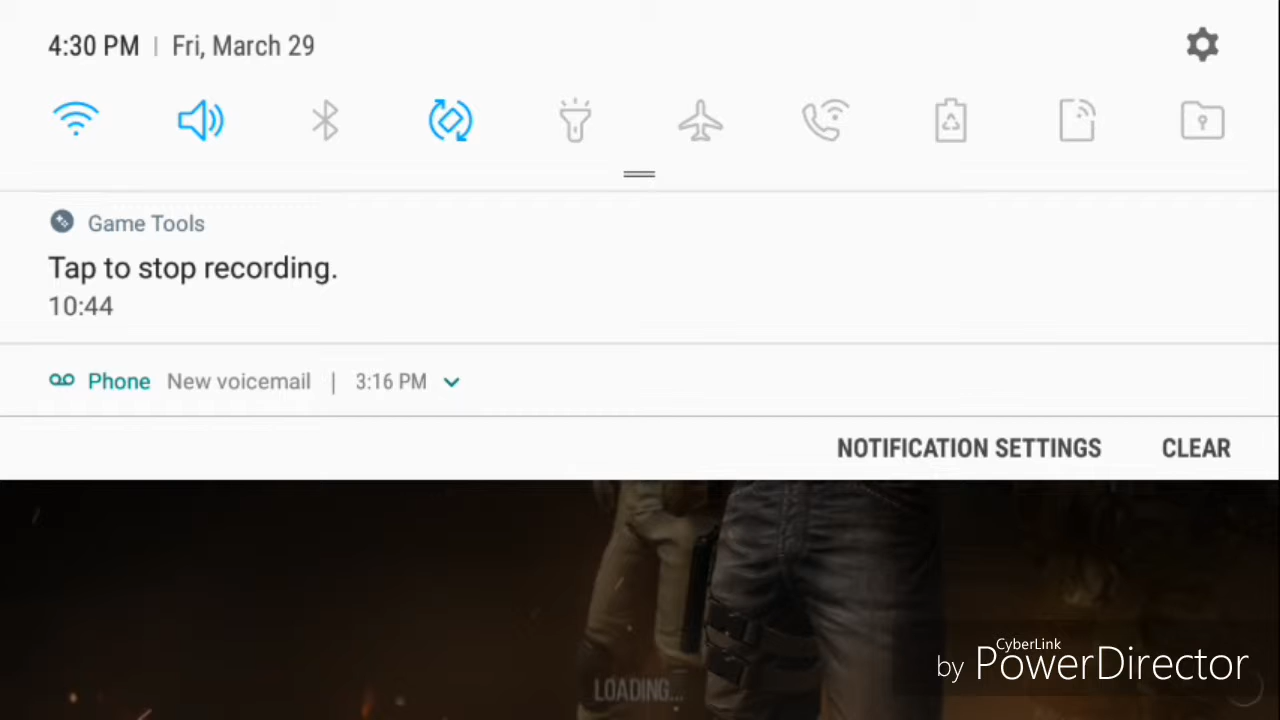 4:30 PM | Fri, March 29
Game Tools
Tap to stop recording.
10:44
Phone New voicemail | 3:16 PM
NOTIFICATION SETTINGS CLEAR
LOADING...
CyberLink
by PowerDirector